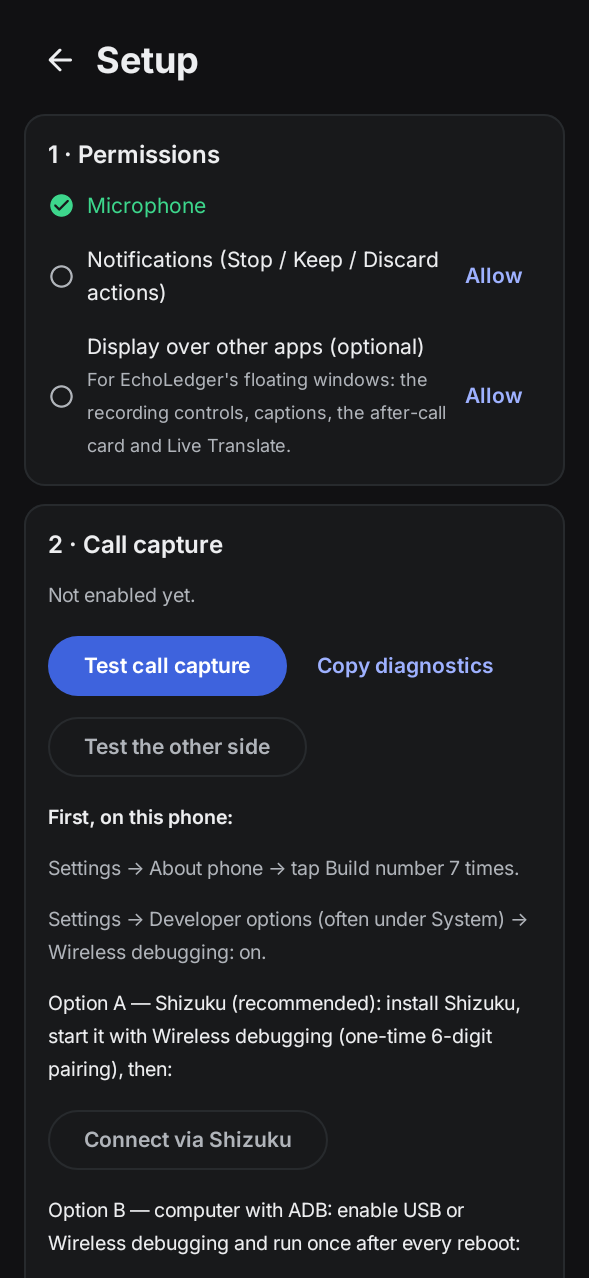 Setup
1 · Permissions
Microphone
Notifications (Stop / Keep / Discard
actions)
Allow
Display over other apps (optional)
For EchoLedger's floating windows: the
recording controls, captions, the after-call
card and Live Translate.
Allow
2 · Call capture
Not enabled yet.
Test call capture
Copy diagnostics
Test the other side
First, on this phone:
Settings → About phone → tap Build number 7 times.
Settings → Developer options (often under System) →
Wireless debugging: on.
Option A — Shizuku (recommended): install Shizuku,
start it with Wireless debugging (one-time 6-digit
pairing), then:
Connect via Shizuku
Option B — computer with ADB: enable USB or
Wireless debugging and run once after every reboot: